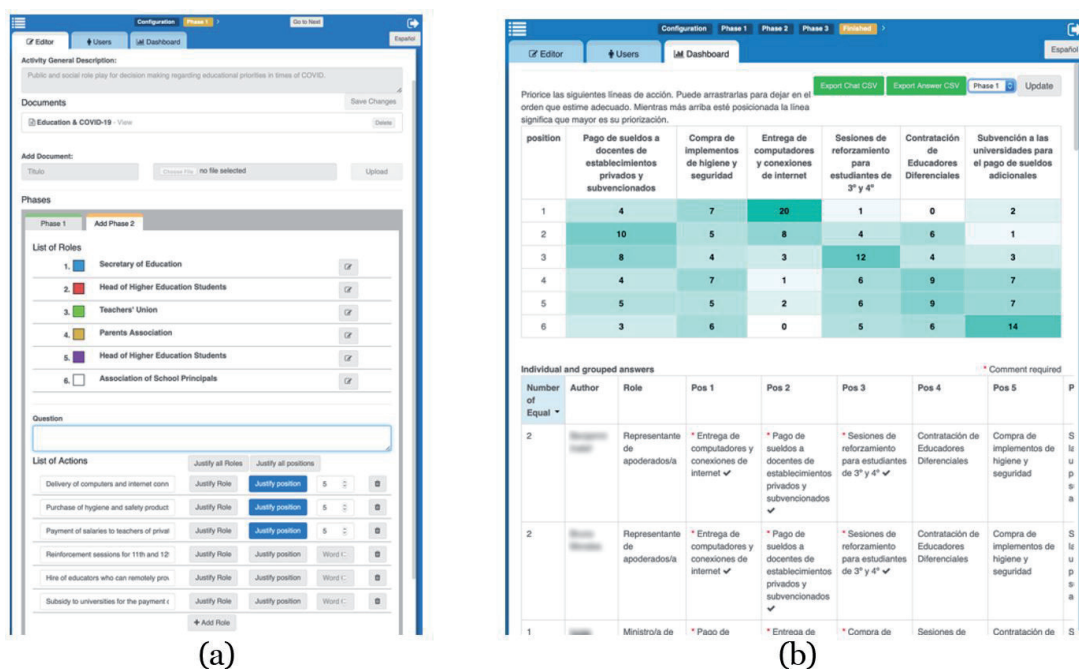 Configuration Phase 1 Go to Next
Editor Users Dashboard Español
Activity General Description:
Public and social role play for decision making regarding educational priorities in times of COVID.
Documents Save Changes
Education & COVID-19 - View Delete
Add Document:
Título Choose File no file selected Upload
Phases
Phase 1 Add Phase 2
List of Roles
1. Secretary of Education
2. Head of Higher Education Students
3. Teachers' Union
4. Parents Association
5. Head of Higher Education Students
6. Association of School Principals
Question
List of Actions Justify all Roles Justify all positions
Delivery of computers and internet conn Justify Role Justify position 5
Purchase of hygiene and safety product Justify Role Justify position 5
Payment of salaries to teachers of privat Justify Role Justify position 5
Reinforcement sessions for 11th and 12t Justify Role Justify position Word C
Hire of educators who can remotely prov Justify Role Justify position Word C
Subsidy to universities for the payment c Justify Role Justify position Word C
+ Add Role
(a)
Configuration Phase 1 Phase 2 Phase 3 Finished
Editor Users Dashboard Español
Export Chat CSV Export Answer CSV Phase 1 Update
Priorice las siguientes líneas de acción. Puede arrastrarlas para dejar en el
orden que estime adecuado. Mientras más arriba esté posicionada la línea
significa que mayor es su priorización.
position Pago de sueldos a Compra de Entrega de Sesiones de Contratación Subvención a las
docentes de implementos computadores reforzamiento de universidades para
establecimientos de higiene y y conexiones para Educadores el pago de sueldos
privados y seguridad de internet estudiantes de Diferenciales adicionales
subvencionados 3º y 4º
1 4 7 20 1 0 2
2 10 5 8 4 6 1
3 8 4 3 12 4 3
4 4 7 1 6 9 7
5 5 5 2 6 9 7
6 3 6 0 5 6 14
Individual and grouped answers * Comment required
Number Author Role Pos 1 Pos 2 Pos 3 Pos 4 Pos 5 P
of
Equal
2 Representante * Entrega de * Pago de * Sesiones de Contratación de Compra de S
de computadores y sueldos a reforzamiento Educadores implementos de
apoderados/a conexiones de docentes de para estudiantes Diferenciales higiene y u
internet ✔ establecimientos de 3º y 4º ✔ seguridad p
privados y s
subvencionados a
✔
2 Representante * Entrega de * Pago de * Sesiones de Contratación de Compra de S
de computadores y sueldos a reforzamiento Educadores implementos de
apoderados/a conexiones de docentes de para estudiantes Diferenciales higiene y u
internet ✔ establecimientos de 3º y 4º ✔ seguridad p
privados y s
subvencionados a
✔
1 Ministro/a de * Pago de * Entrega de * Compra de Sesiones de Contratación de S
(b)